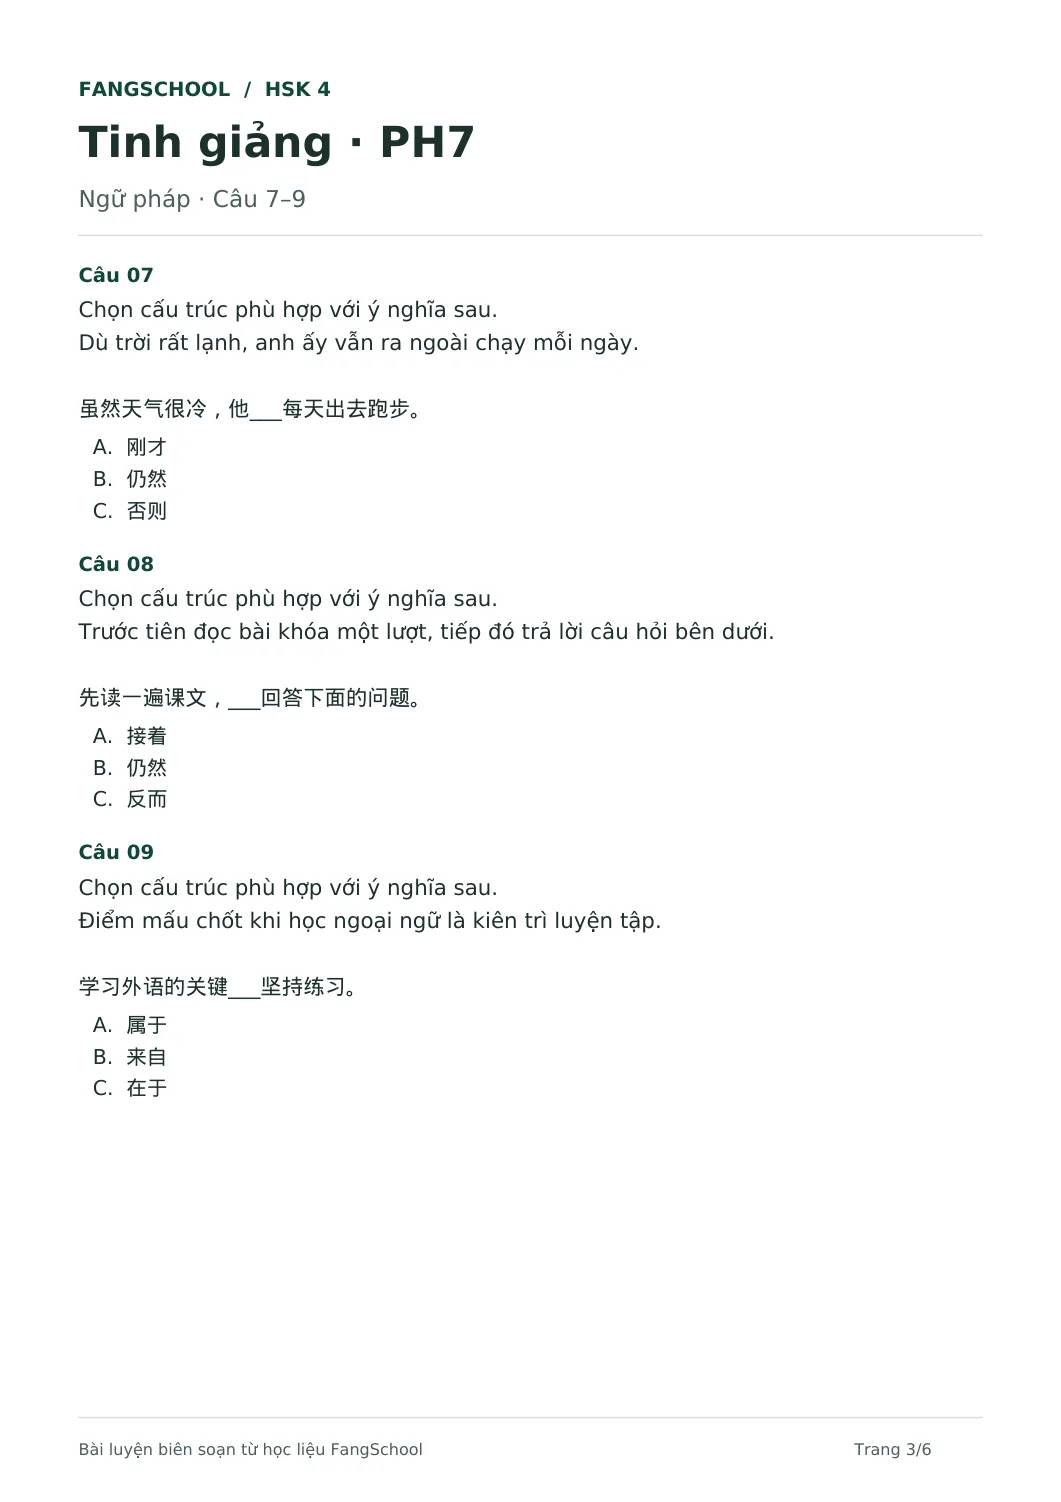 FANGSCHOOL / HSK 4
Tinh giảng · PH7
Ngữ pháp · Câu 7–9
Câu 07
Chọn cấu trúc phù hợp với ý nghĩa sau.
Dù trời rất lạnh, anh ấy vẫn ra ngoài chạy mỗi ngày.
虽然天气很冷，他___每天出去跑步。
A. 刚才
B. 仍然
C. 否则
Câu 08
Chọn cấu trúc phù hợp với ý nghĩa sau.
Trước tiên đọc bài khóa một lượt, tiếp đó trả lời câu hỏi bên dưới.
先读一遍课文，___回答下面的问题。
A. 接着
B. 仍然
C. 反而
Câu 09
Chọn cấu trúc phù hợp với ý nghĩa sau.
Điểm mấu chốt khi học ngoại ngữ là kiên trì luyện tập.
学习外语的关键___坚持练习。
A. 属于
B. 来自
C. 在于
Bài luyện biên soạn từ học liệu FangSchool
Trang 3/6